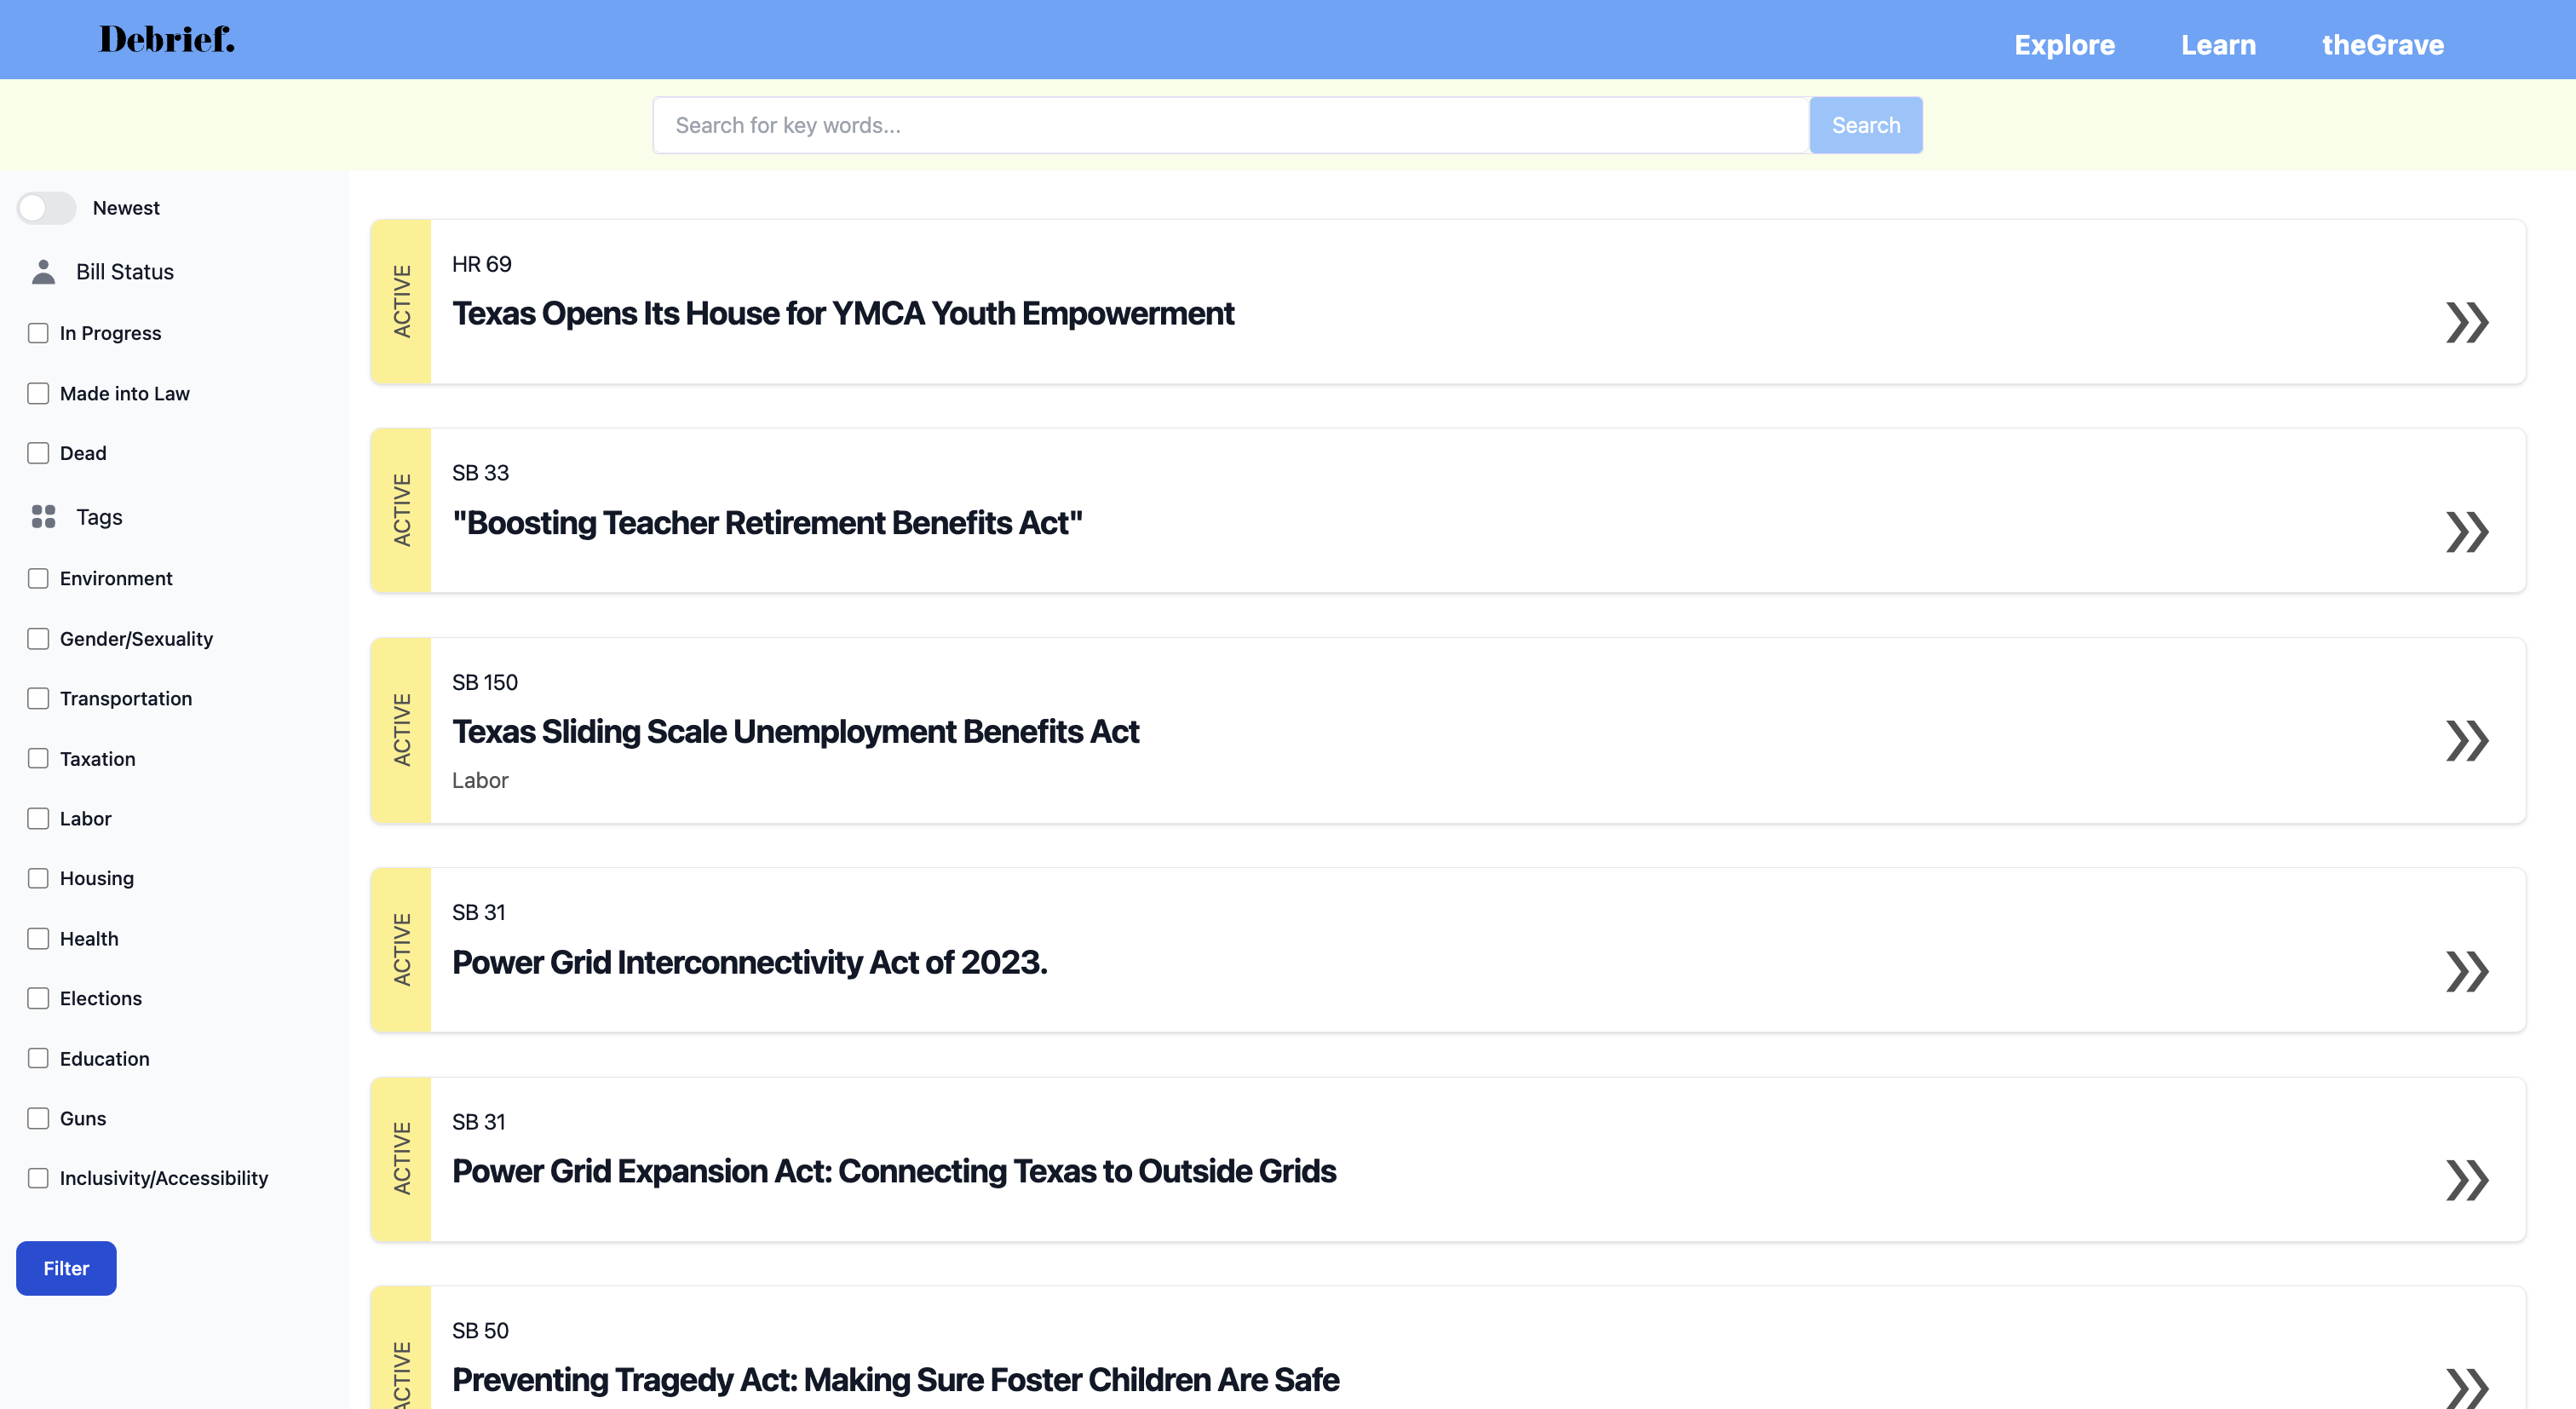 Debrief.
Explore
Learn
theGrave
Search for key words...
Search
Newest
Bill Status
In Progress
Made into Law
Dead
Tags
Environment
Gender/Sexuality
Transportation
Taxation
Labor
Housing
Health
Elections
Education
Guns
Inclusivity/Accessibility
Filter
ACTIVE
HR 69
Texas Opens Its House for YMCA Youth Empowerment
ACTIVE
SB 33
"Boosting Teacher Retirement Benefits Act"
ACTIVE
SB 150
Texas Sliding Scale Unemployment Benefits Act
Labor
ACTIVE
SB 31
Power Grid Interconnectivity Act of 2023.
ACTIVE
SB 31
Power Grid Expansion Act: Connecting Texas to Outside Grids
ACTIVE
SB 50
Preventing Tragedy Act: Making Sure Foster Children Are Safe